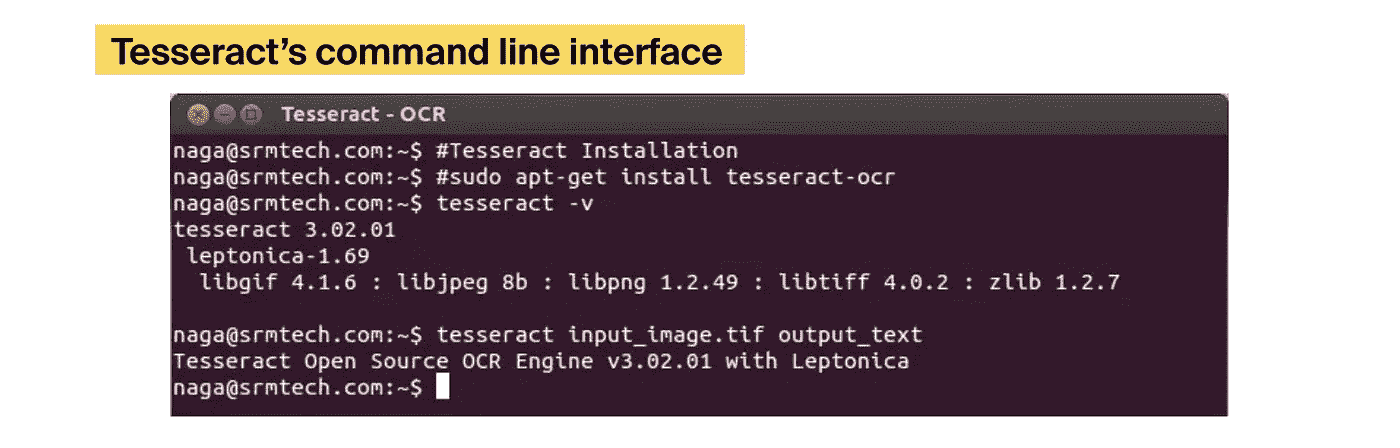 Tesseract’s command line interface
Tesseract - OCR
naga@srmtech.com:~$ #Tesseract Installation
naga@srmtech.com:~$ #sudo apt-get install tesseract-ocr
naga@srmtech.com:~$ tesseract -v
tesseract 3.02.01
 leptonica-1.69
  libgif 4.1.6 : libjpeg 8b : libpng 1.2.49 : libtiff 4.0.2 : zlib 1.2.7
naga@srmtech.com:~$ tesseract input_image.tif output_text
Tesseract Open Source OCR Engine v3.02.01 with Leptonica
naga@srmtech.com:~$